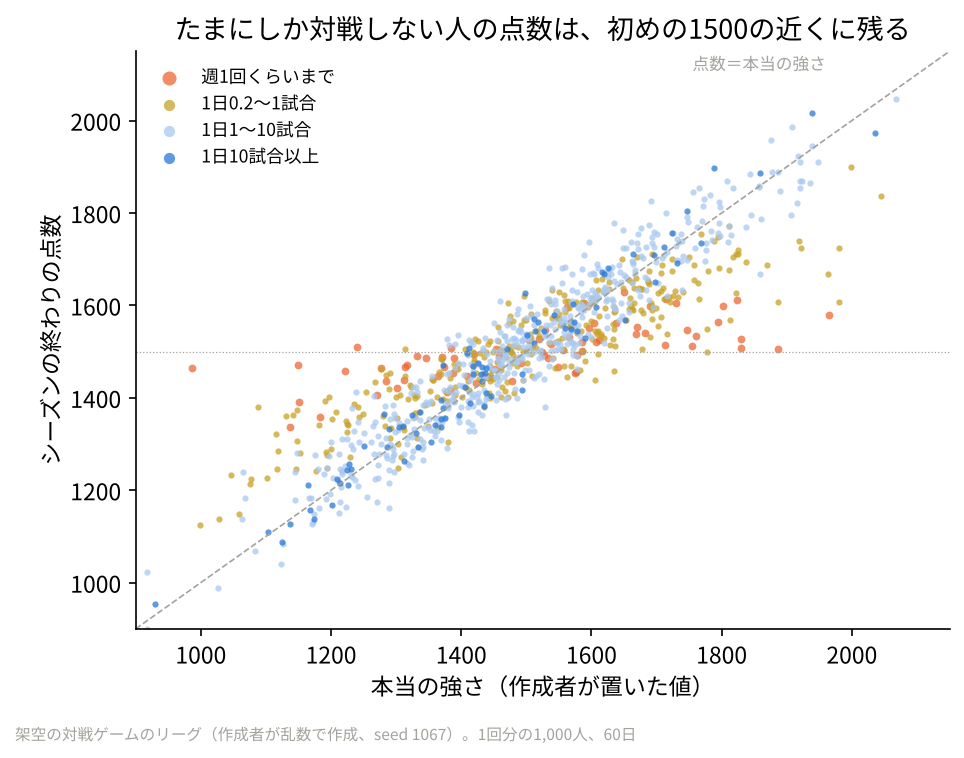 たまにしか対戦しない人の点数は、初めの1500の近くに残る
点数＝本当の強さ
週1回くらいまで
1日0.2〜1試合
1日1〜10試合
1日10試合以上
シーズンの終わりの点数
2000
1800
1600
1400
1200
1000
1000 1200 1400 1600 1800 2000
本当の強さ（作成者が置いた値）
架空の対戦ゲームのリーグ（作成者が乱数で作成、seed 1067）。1回分の1,000人、60日